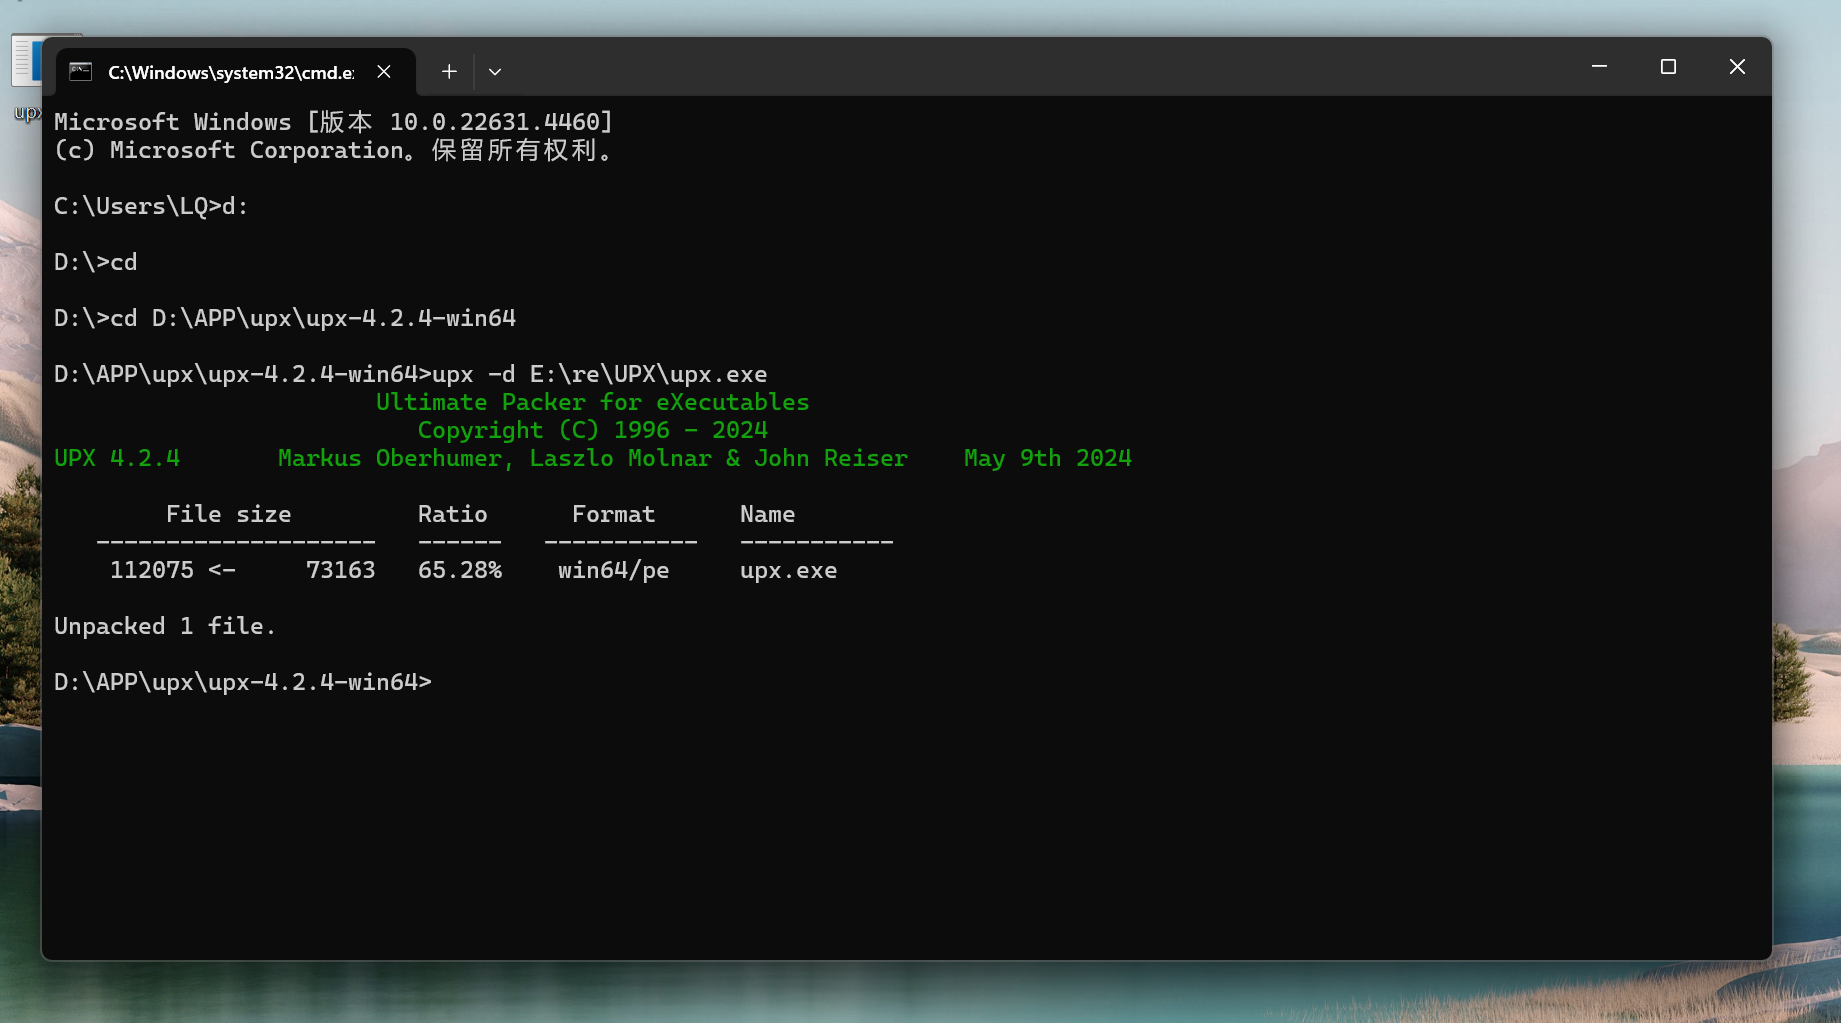 C:\Windows\system32\cmd.e
upx
Microsoft Windows [版本 10.0.22631.4460]
(c) Microsoft Corporation。保留所有权利。
C:\Users\LQ>d:
D:\>cd
D:\>cd D:\APP\upx\upx-4.2.4-win64
D:\APP\upx\upx-4.2.4-win64>upx -d E:\re\UPX\upx.exe
Ultimate Packer for eXecutables
Copyright (C) 1996 - 2024
UPX 4.2.4 Markus Oberhumer, Laszlo Molnar & John Reiser May 9th 2024
File size Ratio Format Name
-------------------- ------ ----------- -----------
112075 <- 73163 65.28% win64/pe upx.exe
Unpacked 1 file.
D:\APP\upx\upx-4.2.4-win64>